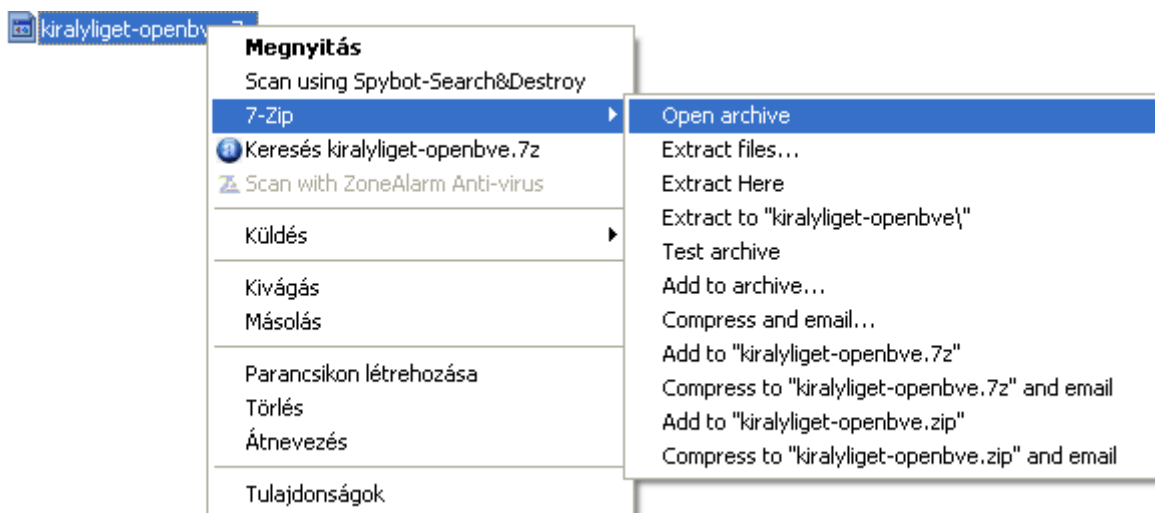 kiralyliget-openbve.7z
Megnyitás
Scan using Spybot-Search&Destroy
7-Zip
Keresés kiralyliget-openbve.7z
Scan with ZoneAlarm Anti-virus
Küldés
Kivágás
Másolás
Parancsikon létrehozása
Törlés
Átnevezés
Tulajdonságok
Open archive
Extract files...
Extract Here
Extract to "kiralyliget-openbve\"
Test archive
Add to archive...
Compress and email...
Add to "kiralyliget-openbve.7z"
Compress to "kiralyliget-openbve.7z" and email
Add to "kiralyliget-openbve.zip"
Compress to "kiralyliget-openbve.zip" and email